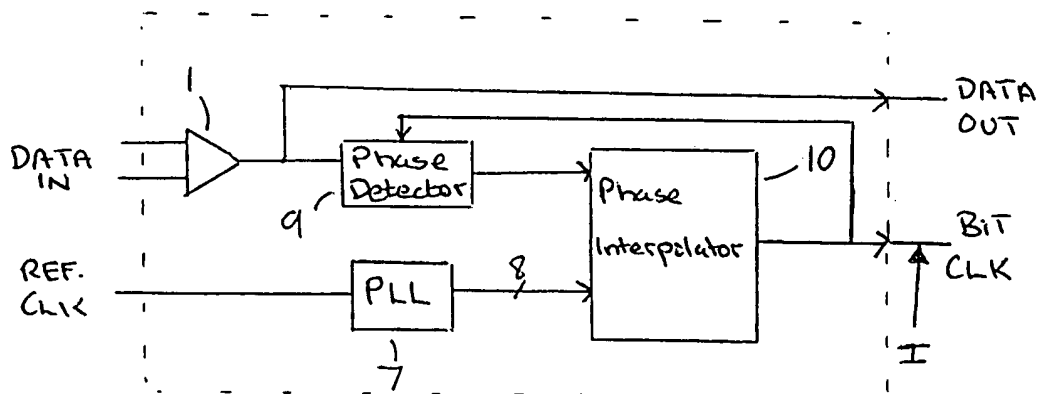 1
DATA
OUT
DATA
IN
Phase
Detector
9
Phase
Interpolator
10
BiT
CLK
REF.
CLK
PLL
8
7
I